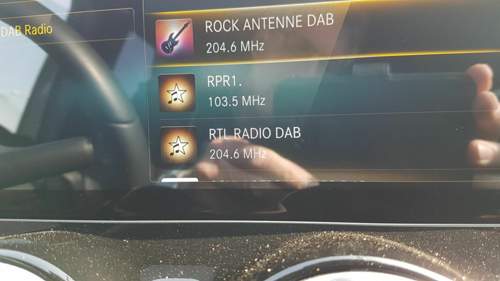 DAB Radio
ROCK ANTENNE DAB
204.6 MHz
RPR1.
103.5 MHz
RTL RADIO DAB
204.6 MHz